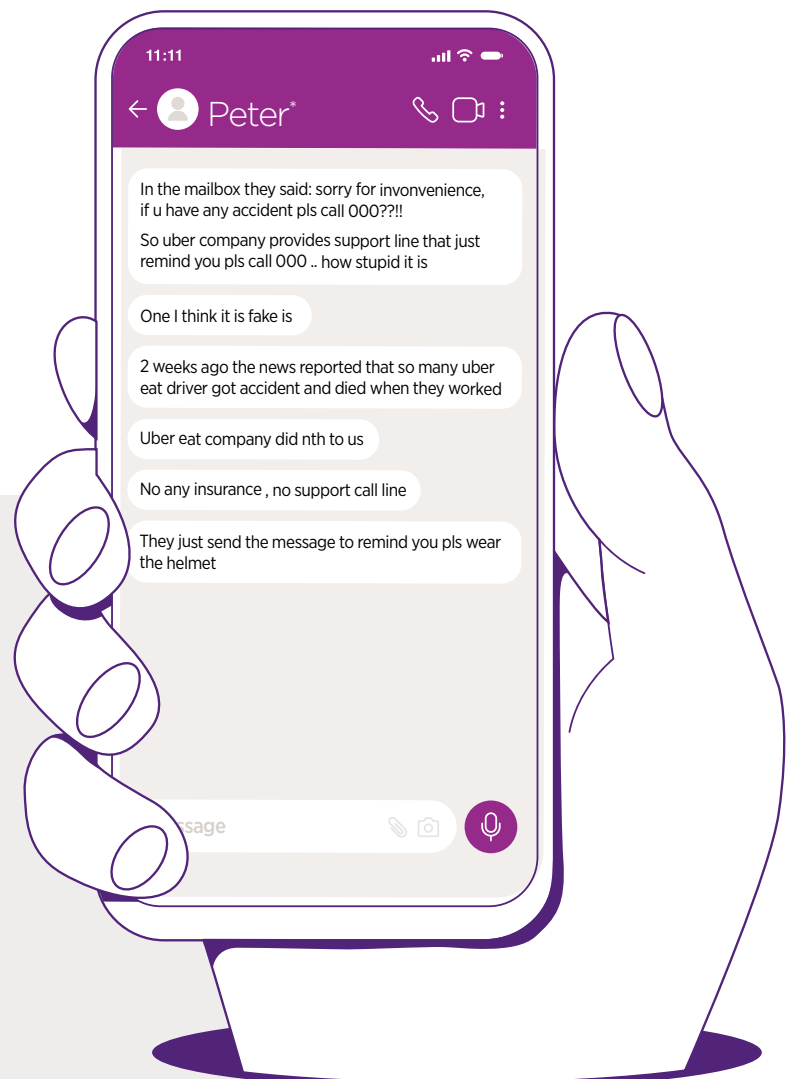 11:11
Peter*
In the mailbox they said: sorry for invonvenience,
if u have any accident pls call 000??!!
So uber company provides support line that just
remind you pls call 000 .. how stupid it is
One I think it is fake is
2 weeks ago the news reported that so many uber
eat driver got accident and died when they worked
Uber eat company did nth to us
No any insurance , no support call line
They just send the message to remind you pls wear
the helmet
ssage